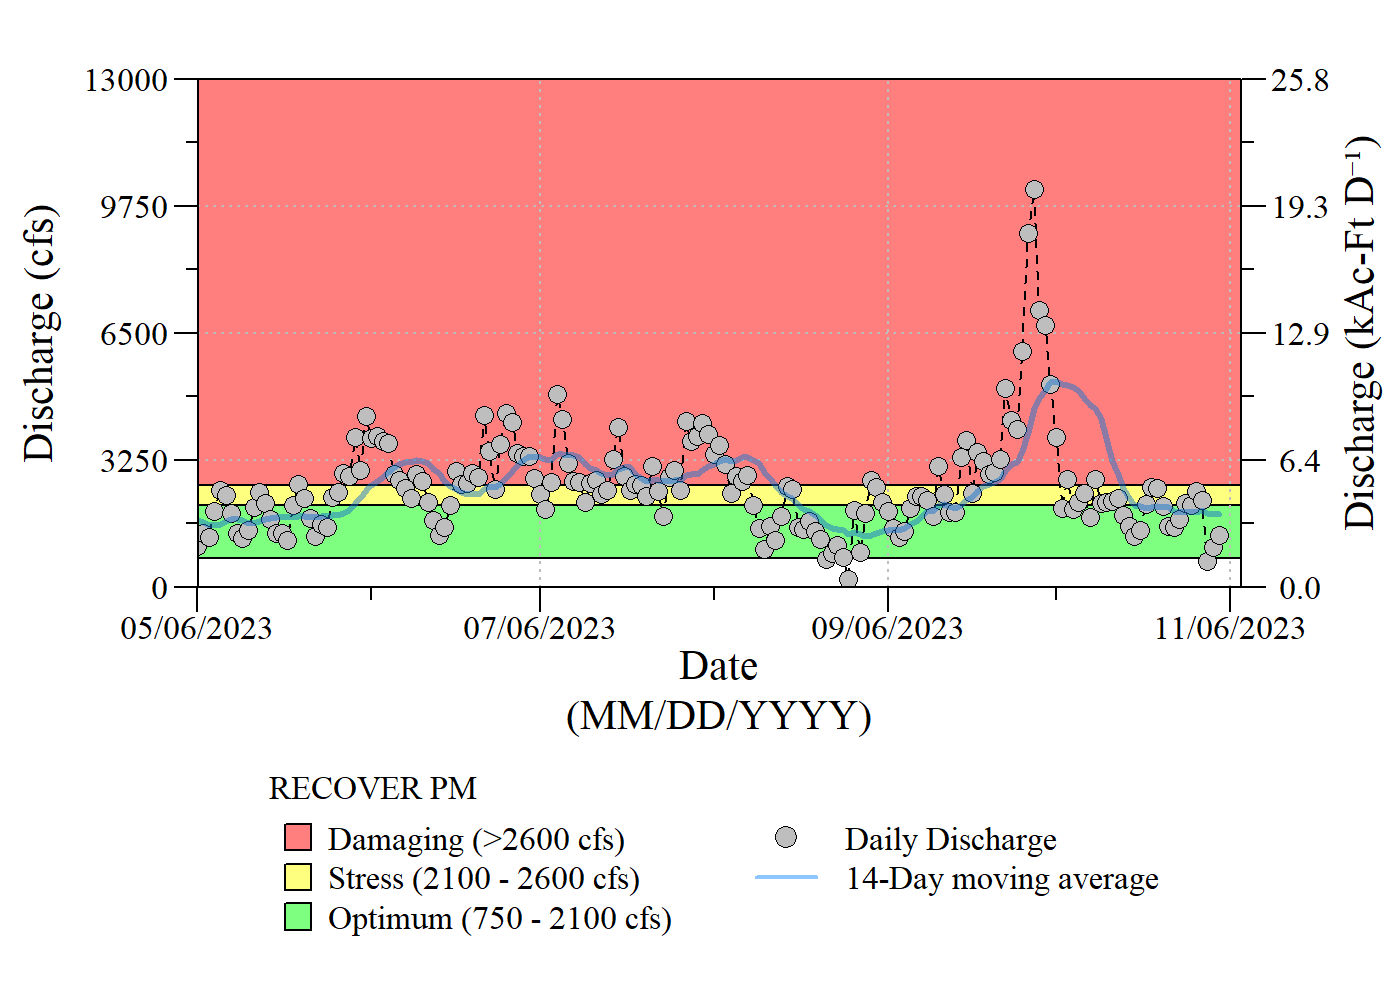 13000
9750
6500
3250
0
Discharge (cfs)
25.8
19.3
12.9
6.4
0.0
Discharge (kAc-Ft D⁻¹)
05/06/2023 07/06/2023 09/06/2023 11/06/2023
Date
(MM/DD/YYYY)
RECOVER PM
Damaging (>2600 cfs)
Stress (2100 - 2600 cfs)
Optimum (750 - 2100 cfs)
Daily Discharge
14-Day moving average